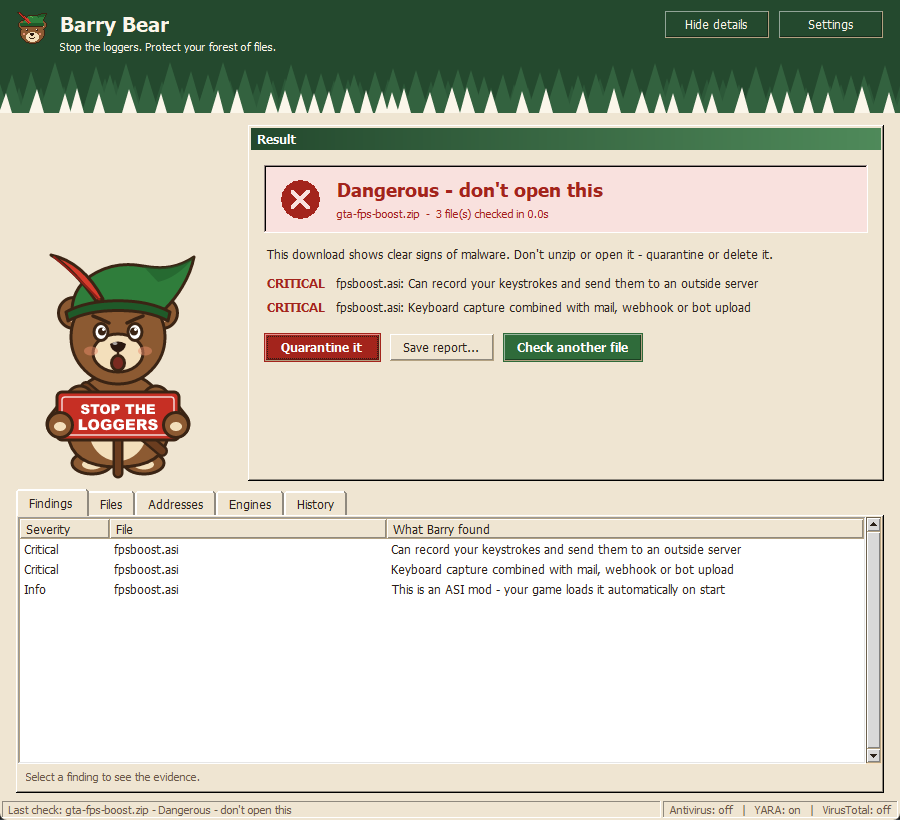 Barry Bear
Stop the loggers. Protect your forest of files.
Hide details
Settings
Result
Dangerous - don't open this
gta-fps-boost.zip - 3 file(s) checked in 0.0s
This download shows clear signs of malware. Don't unzip or open it - quarantine or delete it.
CRITICAL fpsboost.asi: Can record your keystrokes and send them to an outside server
CRITICAL fpsboost.asi: Keyboard capture combined with mail, webhook or bot upload
Quarantine it
Save report...
Check another file
STOP THE
LOGGERS
Findings
Files
Addresses
Engines
History
Severity File What Barry found
Critical fpsboost.asi Can record your keystrokes and send them to an outside server
Critical fpsboost.asi Keyboard capture combined with mail, webhook or bot upload
Info fpsboost.asi This is an ASI mod - your game loads it automatically on start
Select a finding to see the evidence.
Last check: gta-fps-boost.zip - Dangerous - don't open this
Antivirus: off | YARA: on | VirusTotal: off